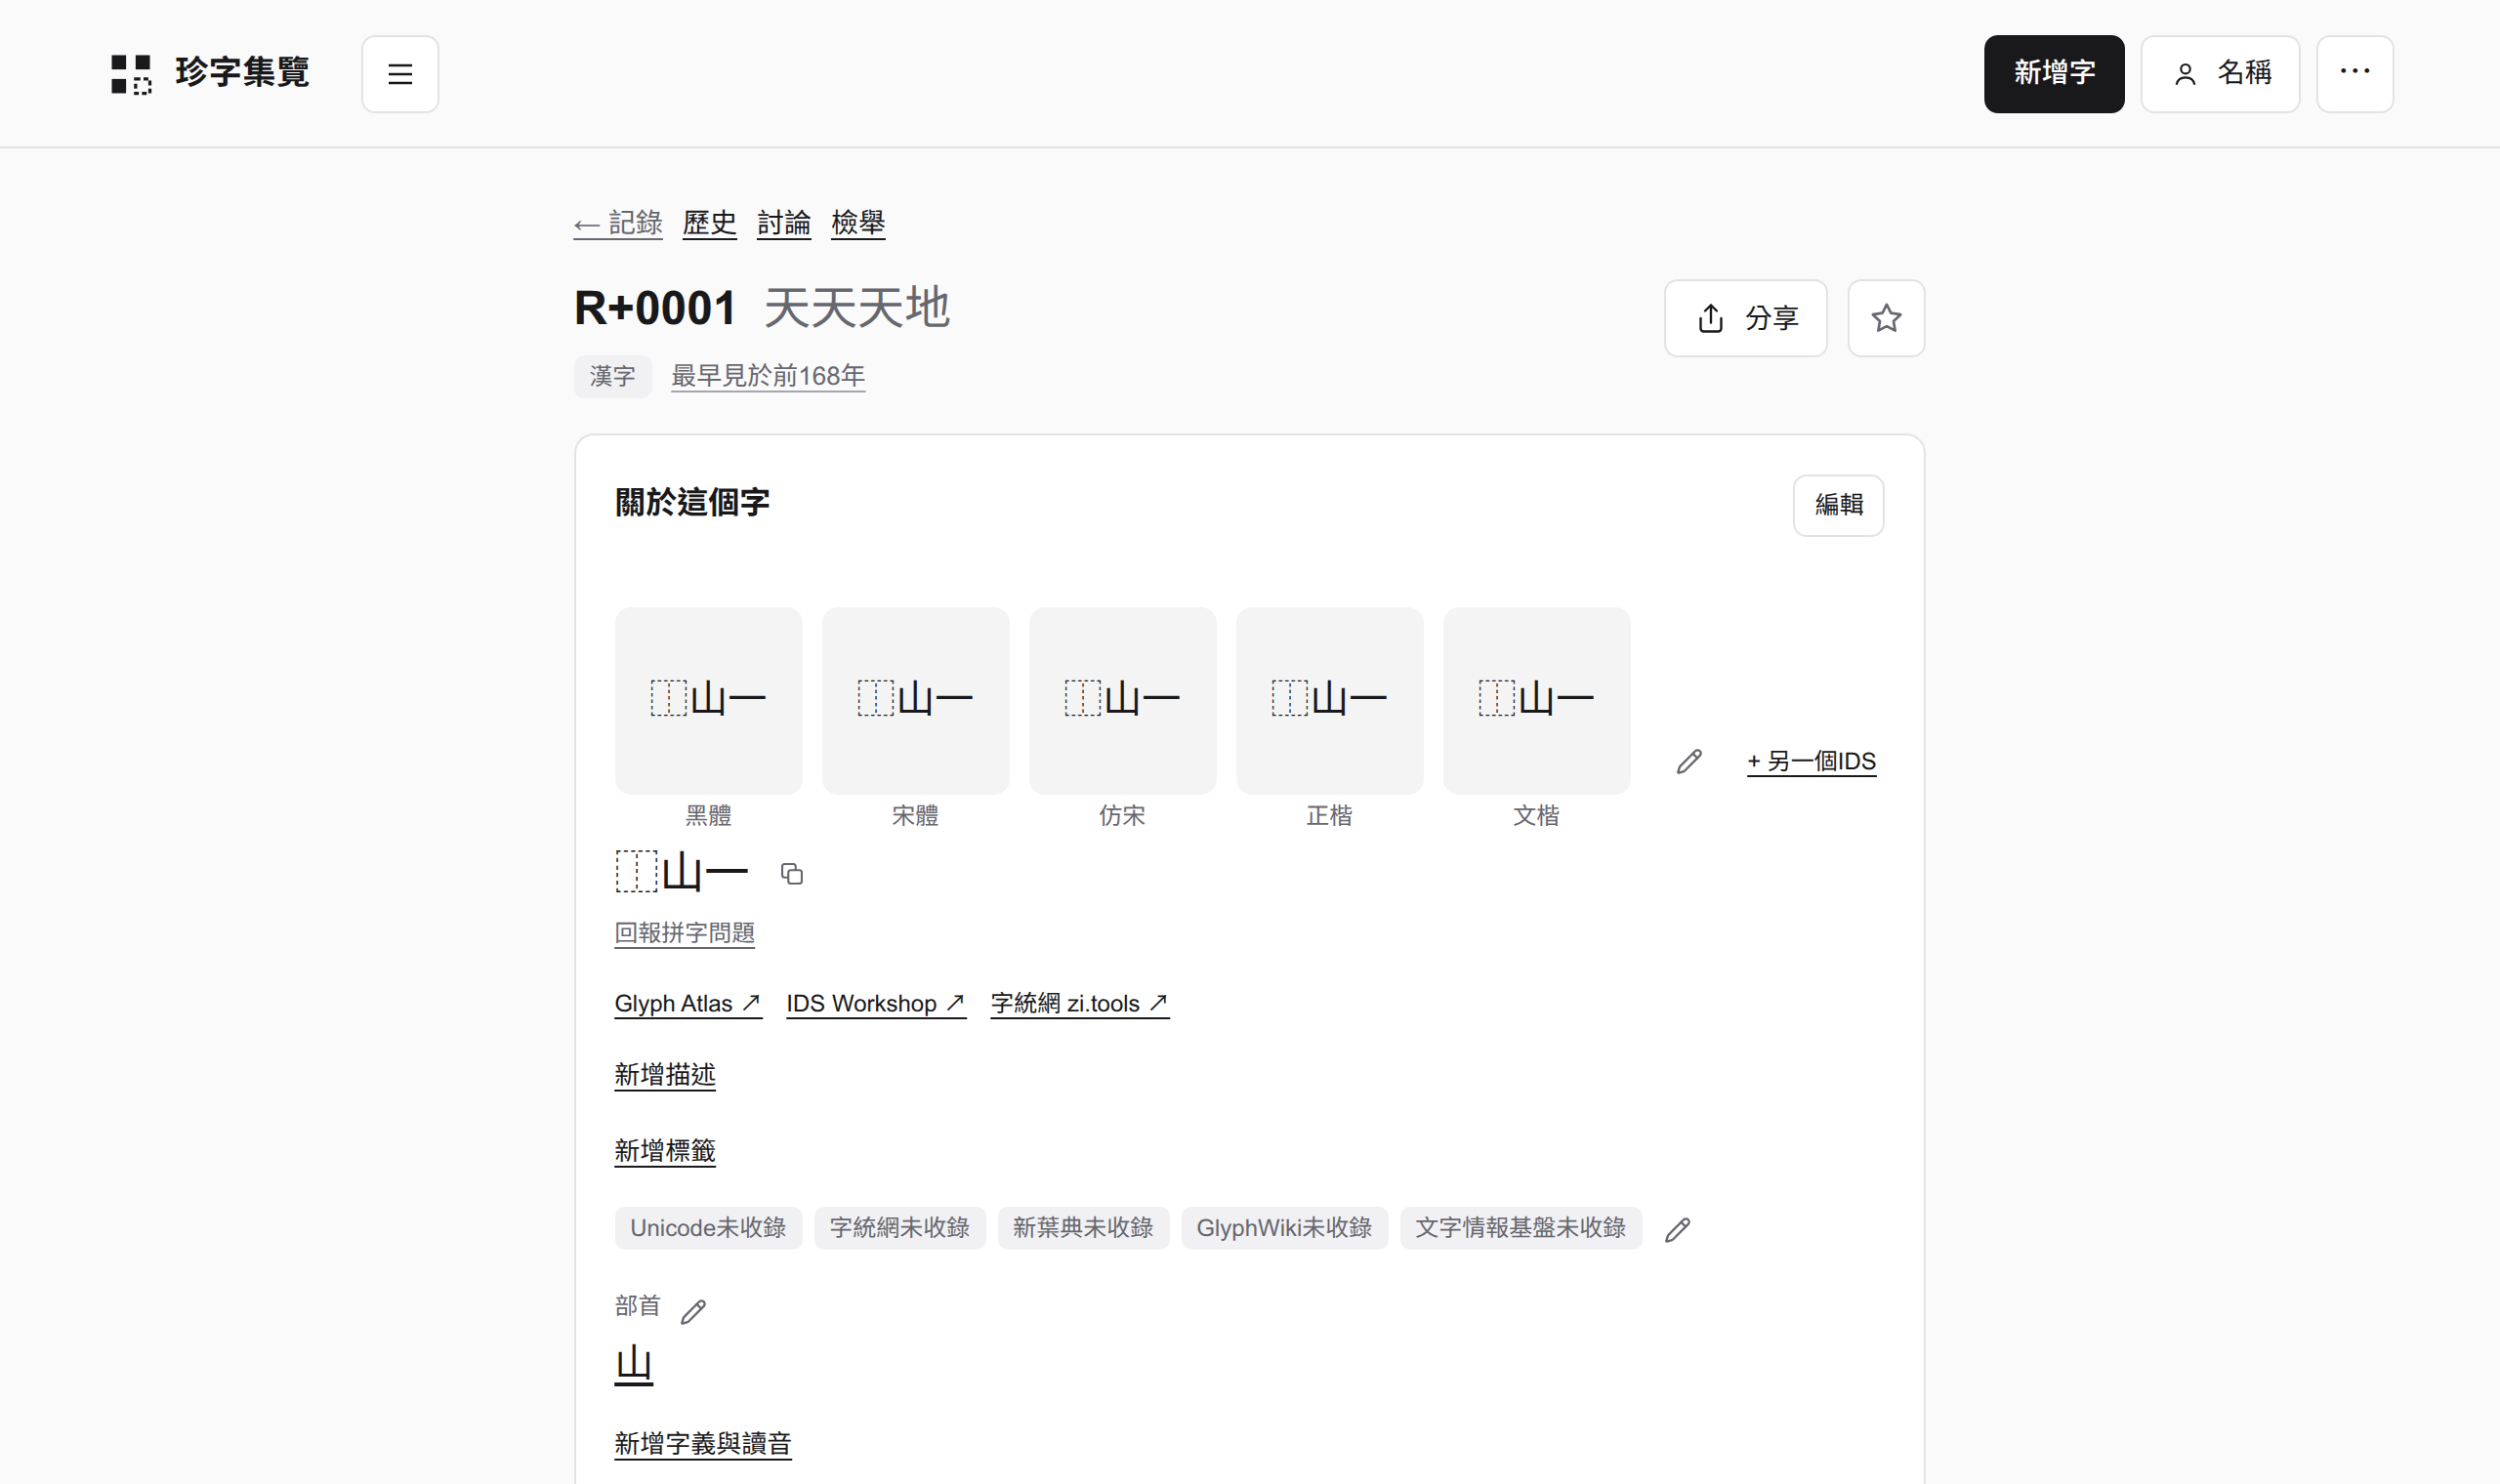 珍字集覽
新增字 名稱 ···
← 記錄 歷史 討論 檢舉
R+0001 天天天地
分享
漢字 最早見於前168年
關於這個字
編輯
⿰山一 ⿰山一 ⿰山一 ⿰山一 ⿰山一
+ 另一個IDS
黑體 宋體 仿宋 正楷 文楷
⿰山一
回報拼字問題
Glyph Atlas ↗ IDS Workshop ↗ 字統網 zi.tools ↗
新增描述
新增標籤
Unicode未收錄 字統網未收錄 新葉典未收錄 GlyphWiki未收錄 文字情報基盤未收錄
部首
山
新增字義與讀音